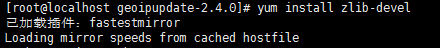 [root@localhost geoipupdate-2.4.0]# yum install zlib-devel
已加载插件：fastestmirror
Loading mirror speeds from cached hostfile